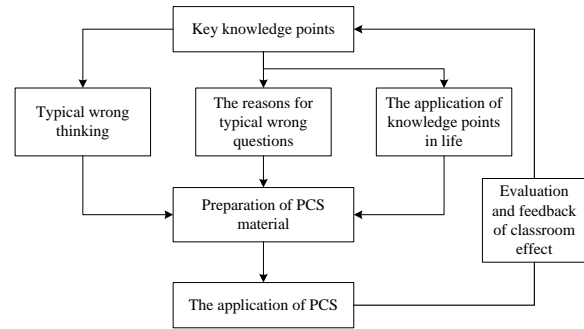 Key knowledge points
Typical wrong
thinking
The reasons for
typical wrong
questions
The application of
knowledge points
in life
Preparation of PCS
material
Evaluation
and feedback
of classroom
effect
The application of PCS